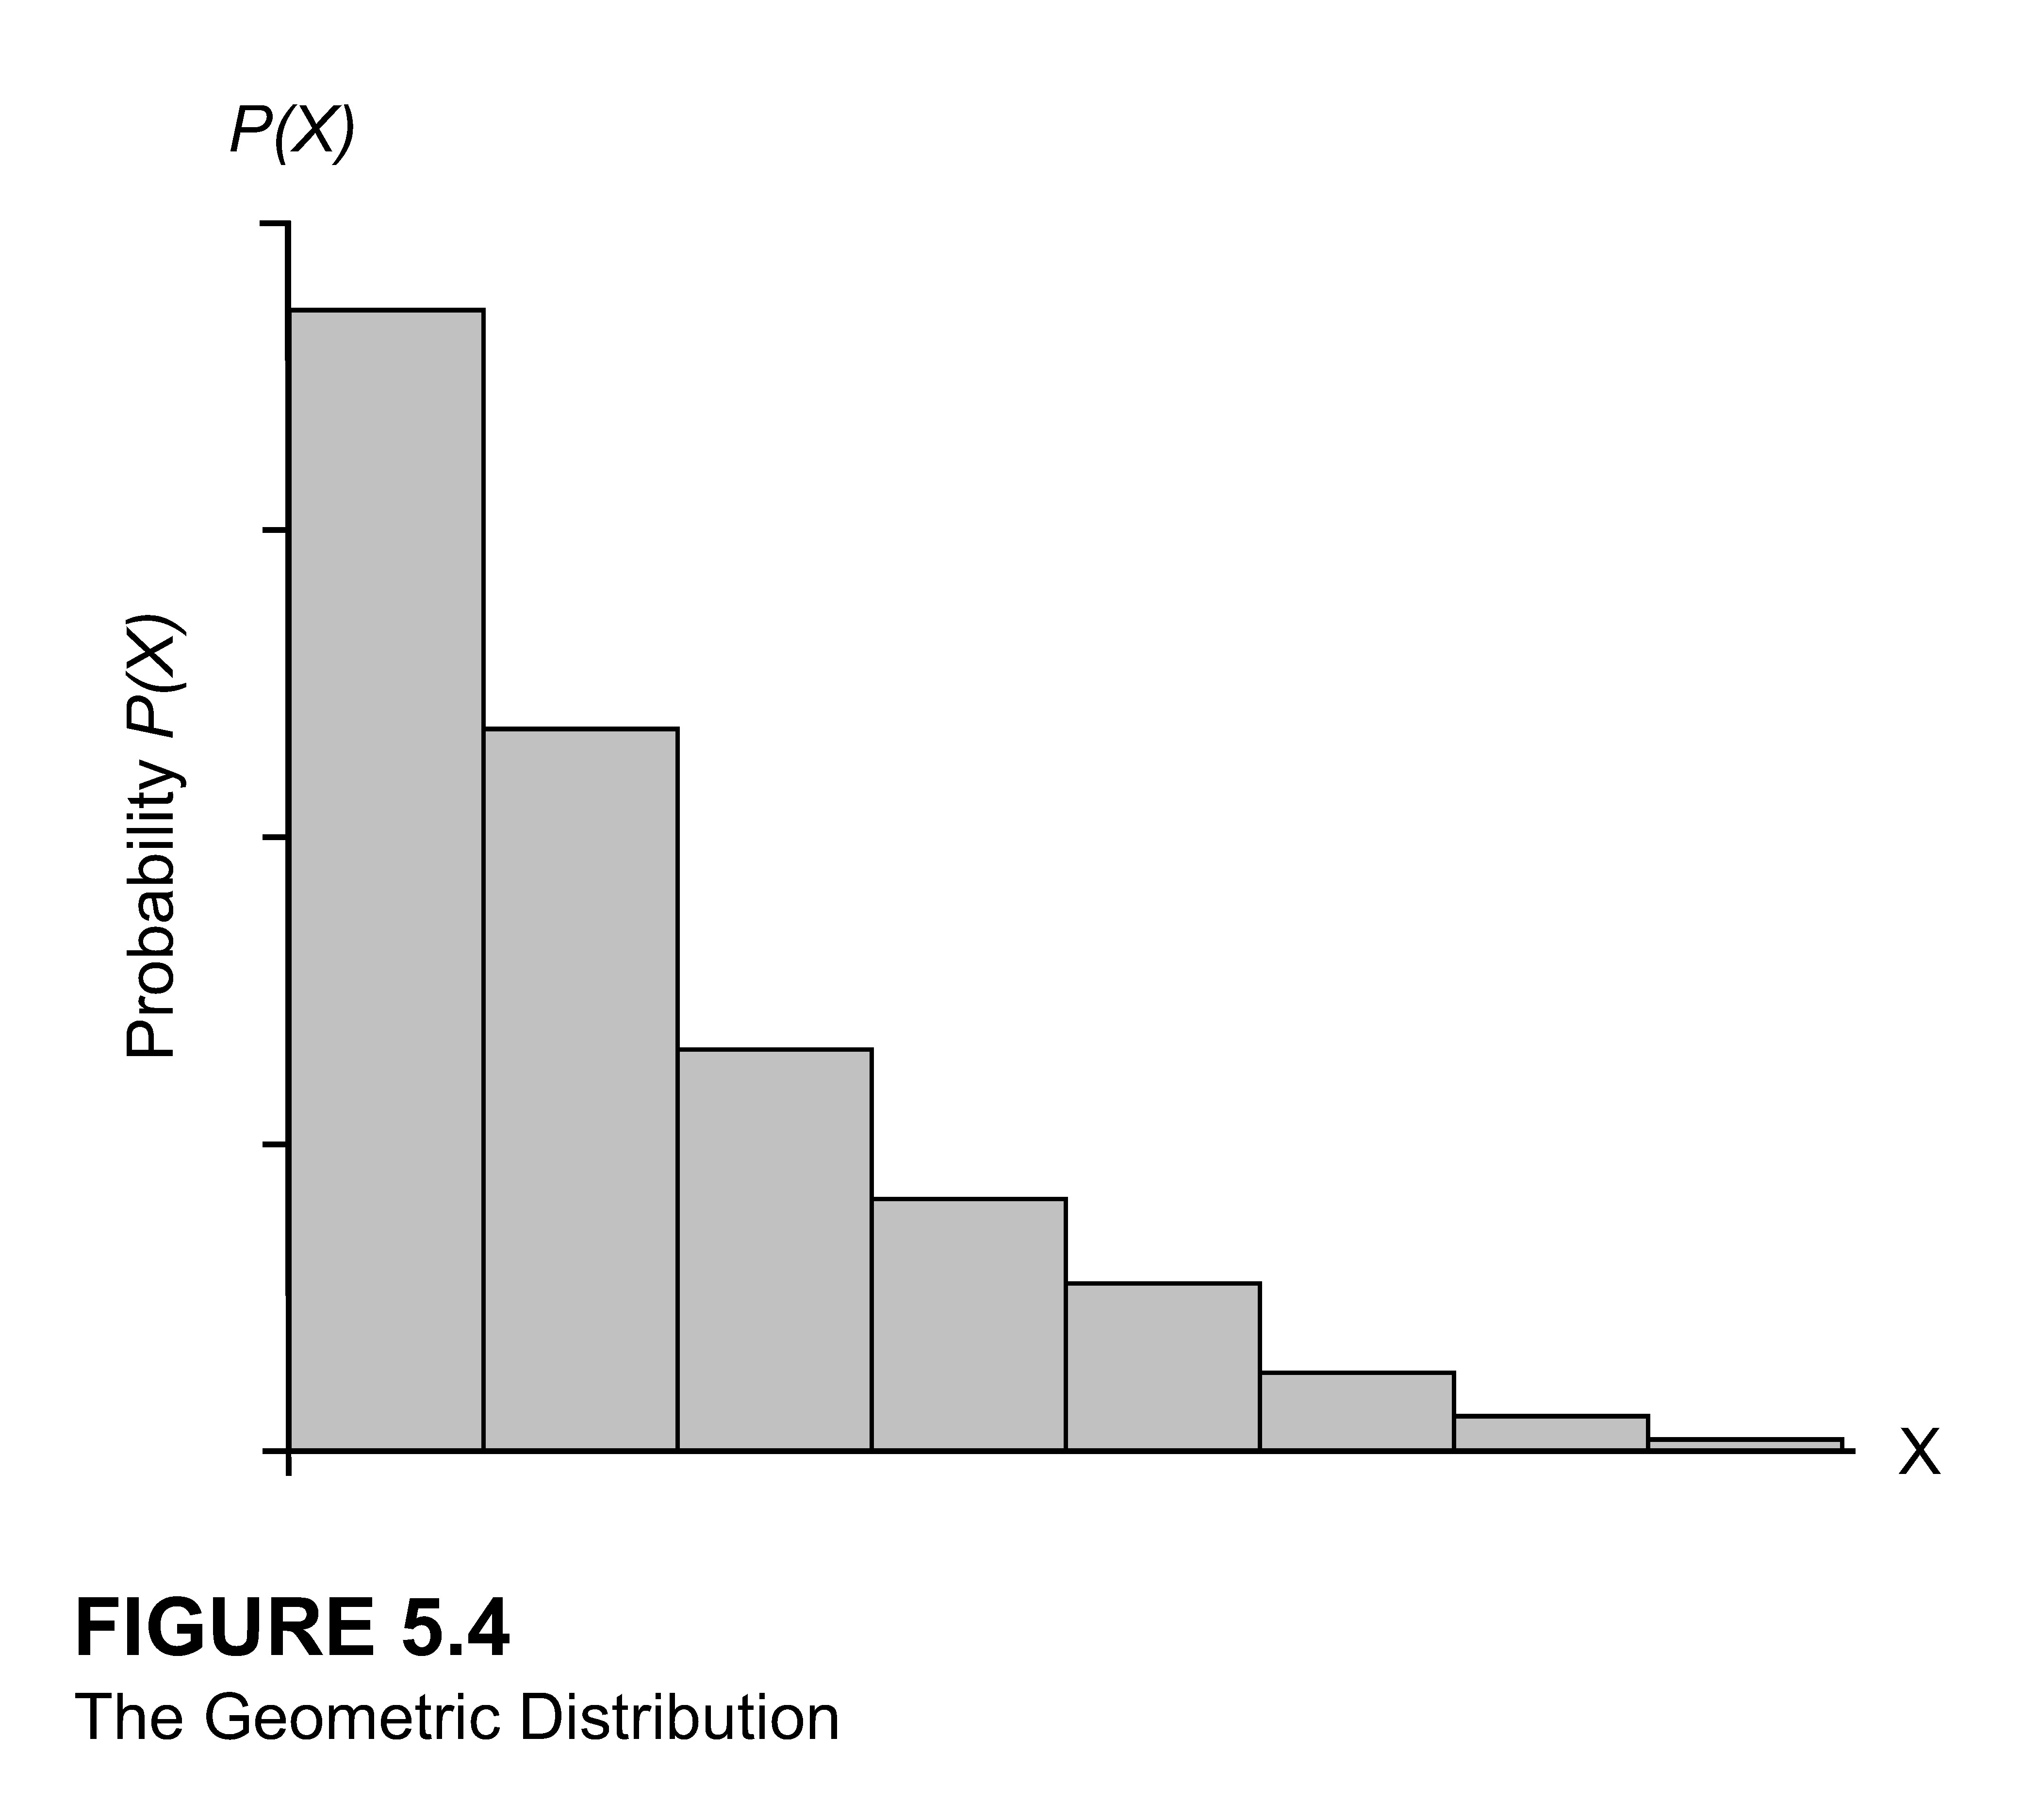 P(X)
Probability P(X)
X
FIGURE 5.4
The Geometric Distribution